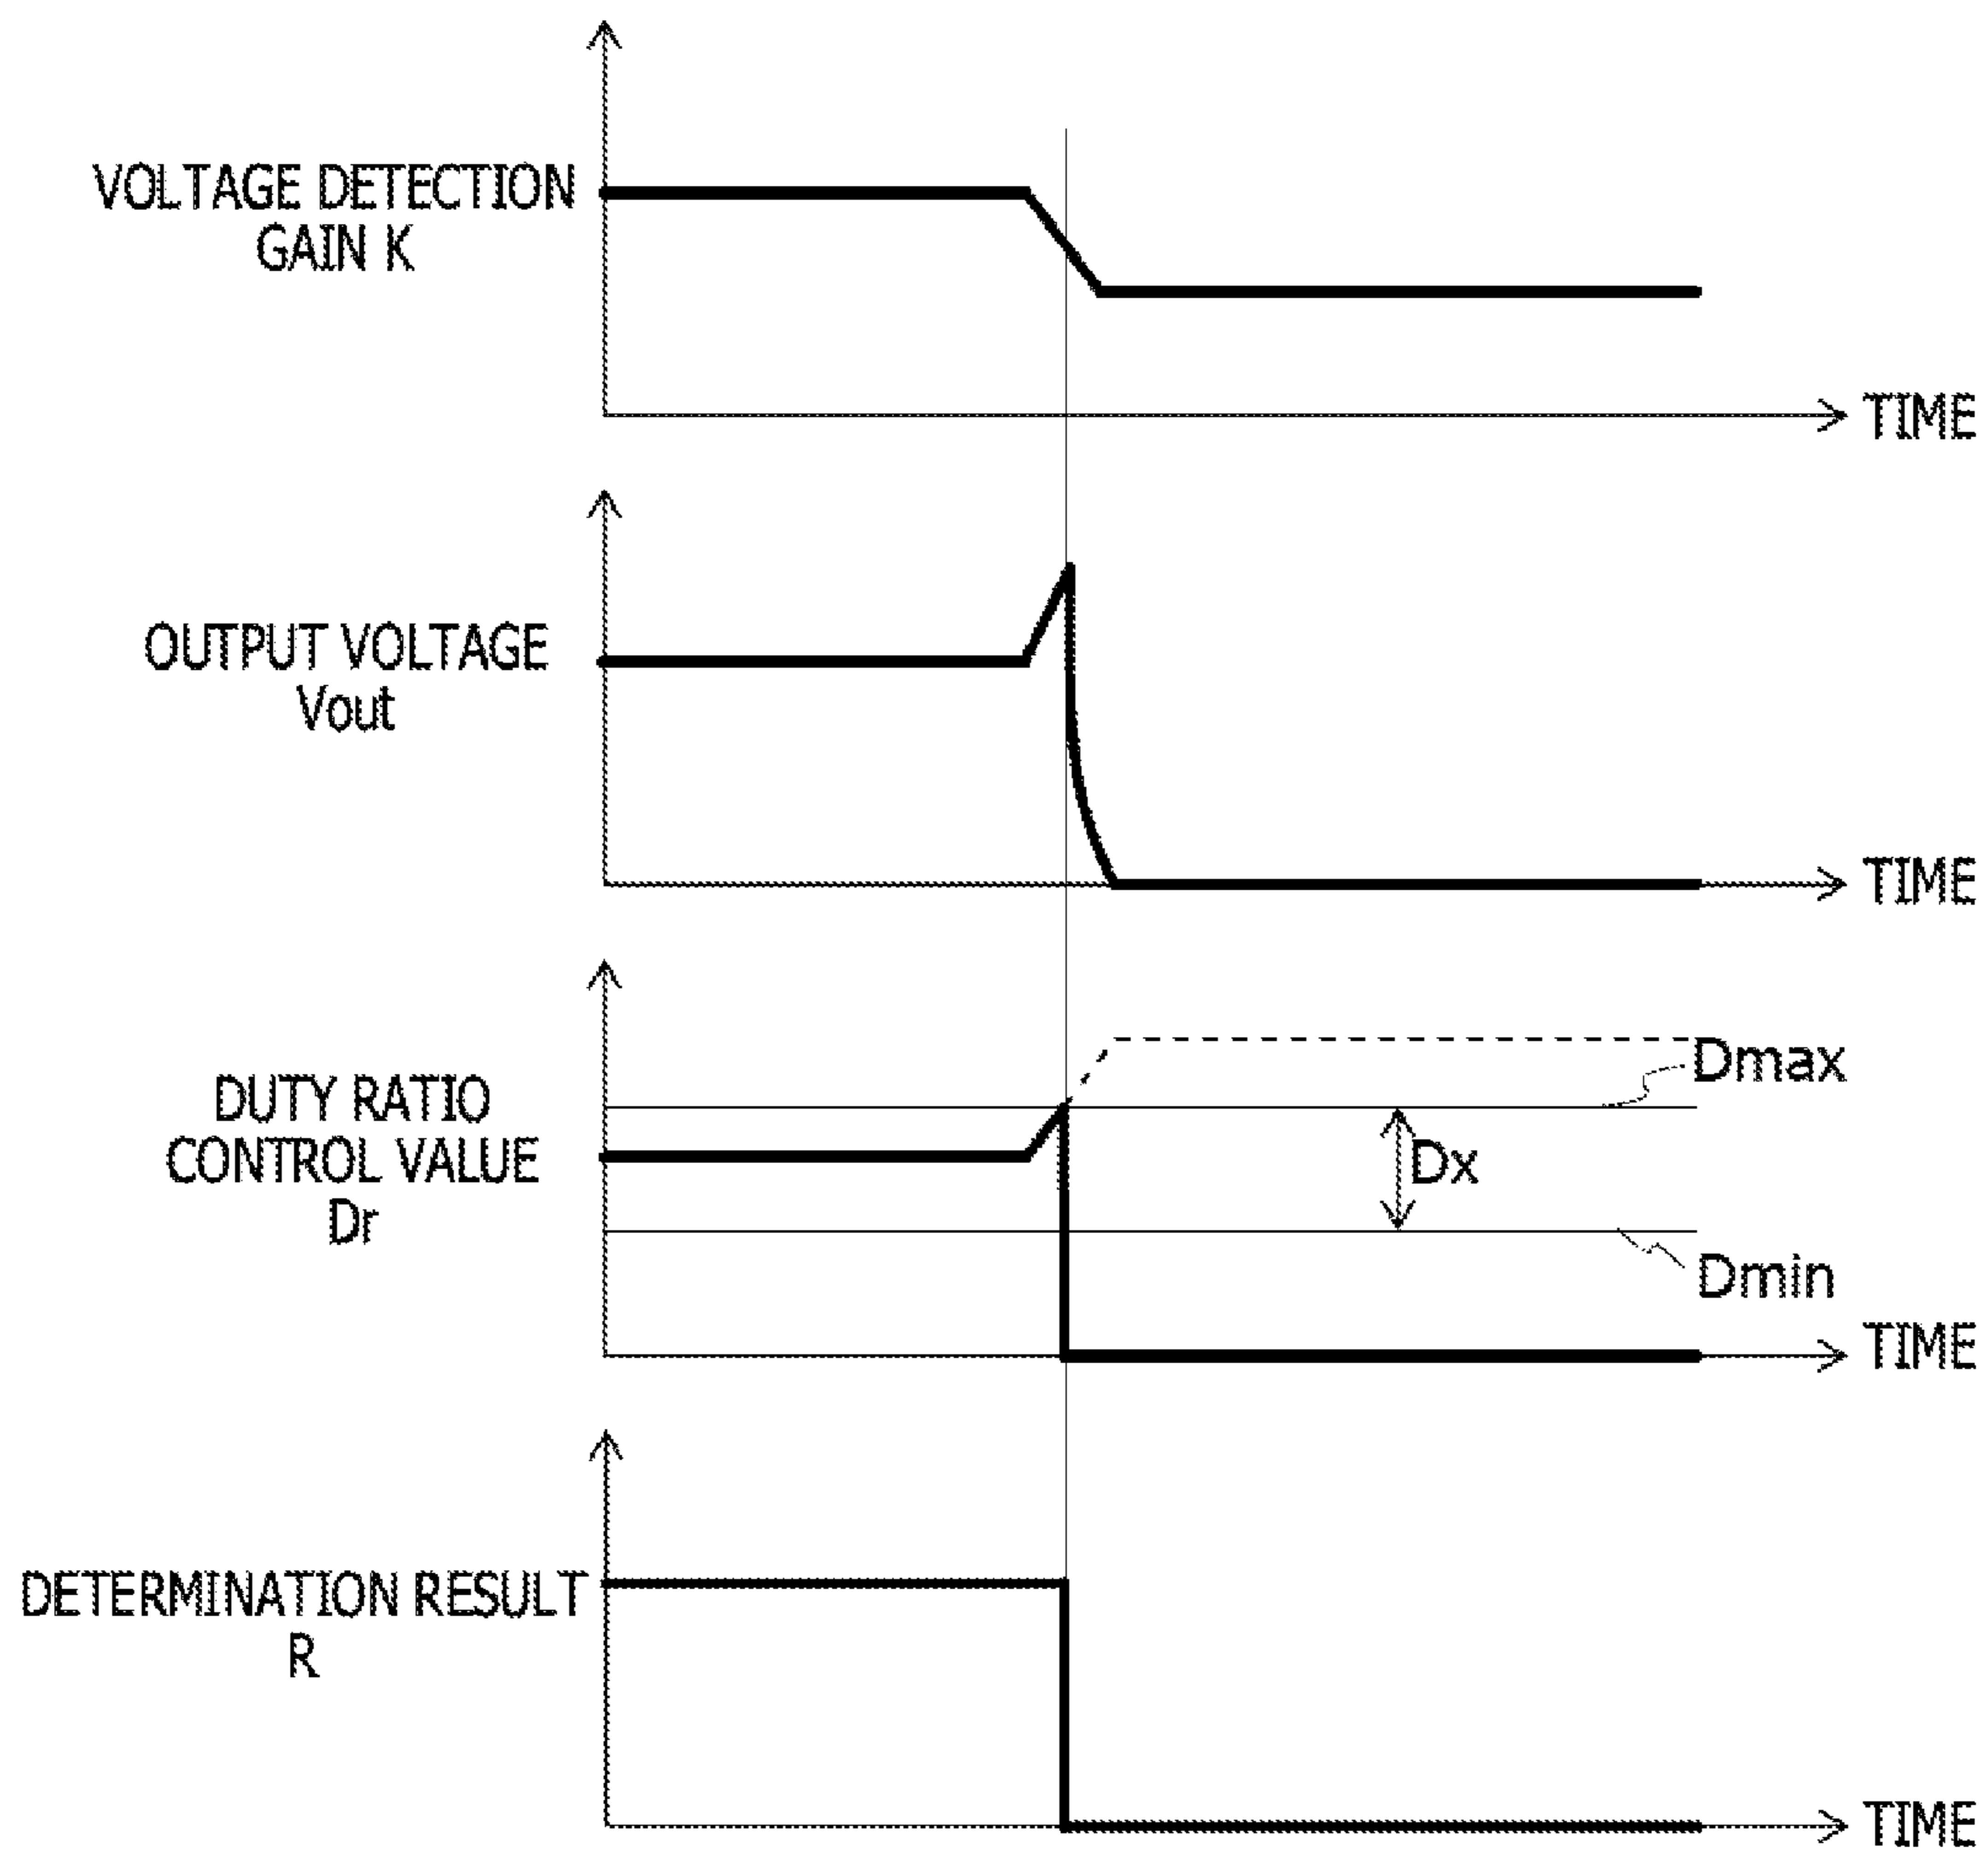 VOLTAGE DETECTION
GAIN K
TIME
OUTPUT VOLTAGE
Vout
TIME
Dmax
DUTY RATIO
CONTROL VALUE
Dr
Dx
Dmin
TIME
DETERMINATION RESULT
R
TIME